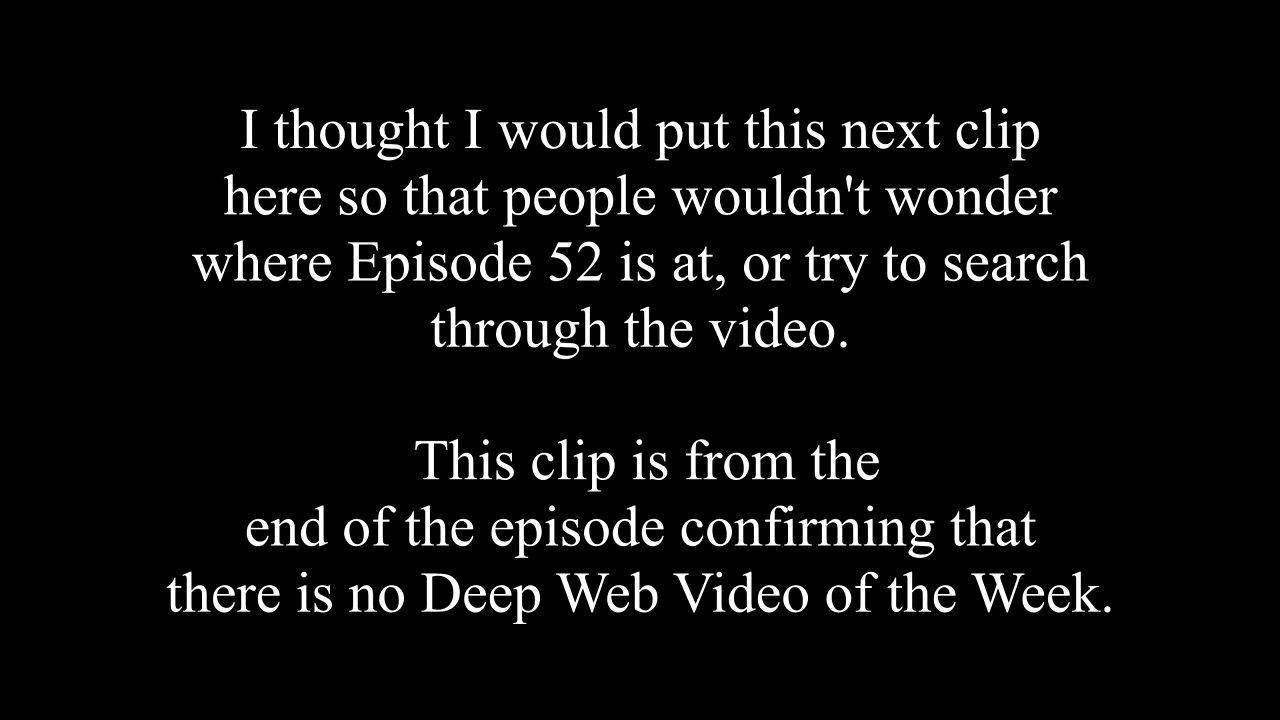 I thought I would put this next clip
here so that people wouldn't wonder
where Episode 52 is at, or try to search
through the video.
This clip is from the
end of the episode confirming that
there is no Deep Web Video of the Week.